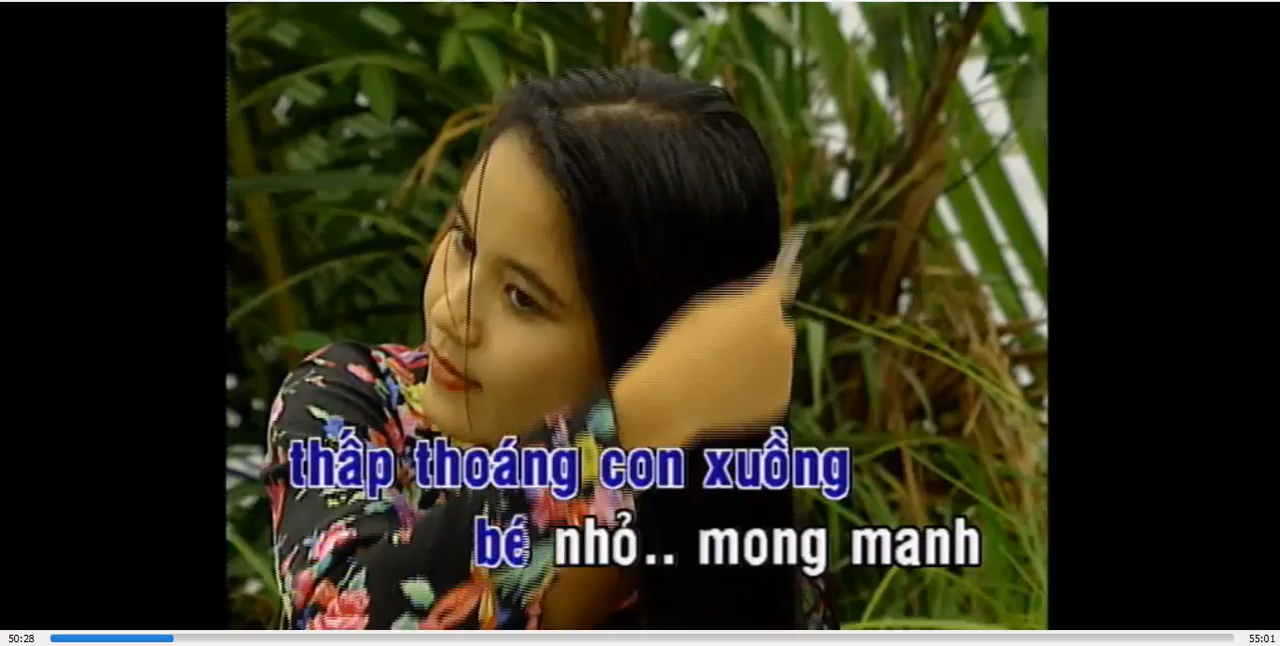 thấp thoáng con xuồng
bé nhỏ.. mong manh
50:28
55:01